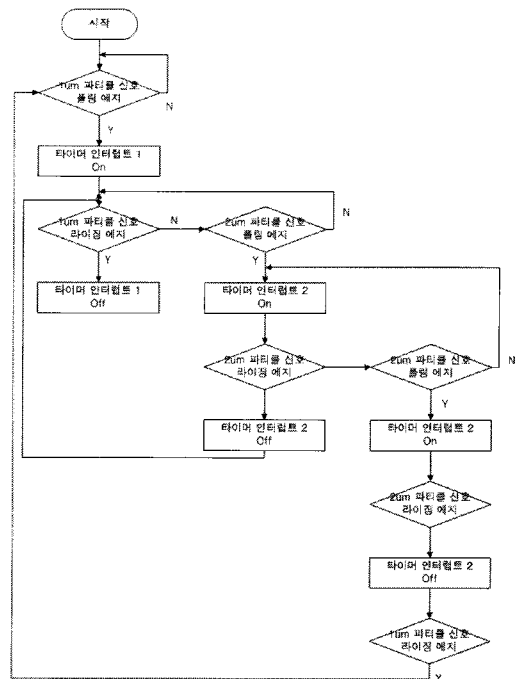 시작
1um 파티클 신호
폴링 에지
N
Y
타이머 인터럽트 1
On
1um 파티클 신호
라이징 에지
N
2um 파티클 신호
폴링 에지
N
Y
Y
타이머 인터럽트 1
Off
타이머 인터럽트 2
On
2um 파티클 신호
라이징 에지
2um 파티클 신호
폴링 에지
N
Y
타이머 인터럽트 2
Off
타이머 인터럽트 2
On
2um 파티클 신호
라이징 에지
타이머 인터럽트 2
Off
1um 파티클 신호
라이징 에지
Y